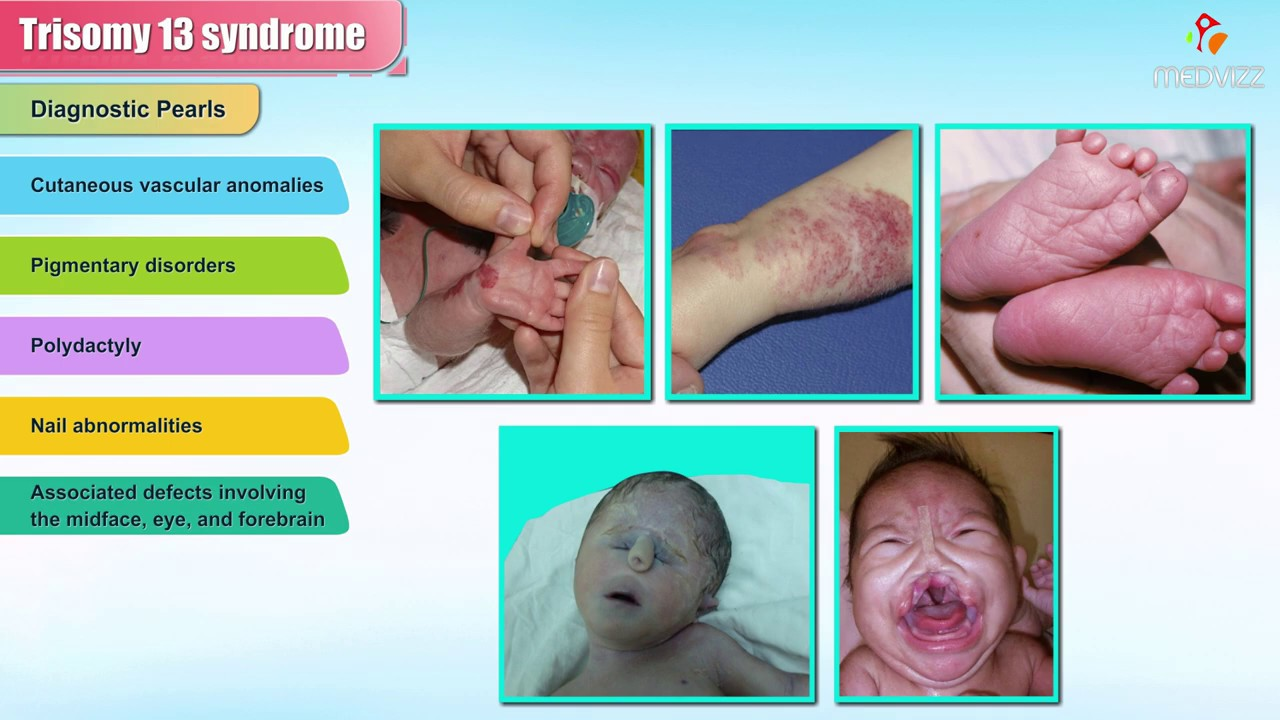 Trisomy 13 syndrome
MEDVIZZ
Diagnostic Pearls
Cutaneous vascular anomalies
Pigmentary disorders
Polydactyly
Nail abnormalities
Associated defects involving
the midface, eye, and forebrain